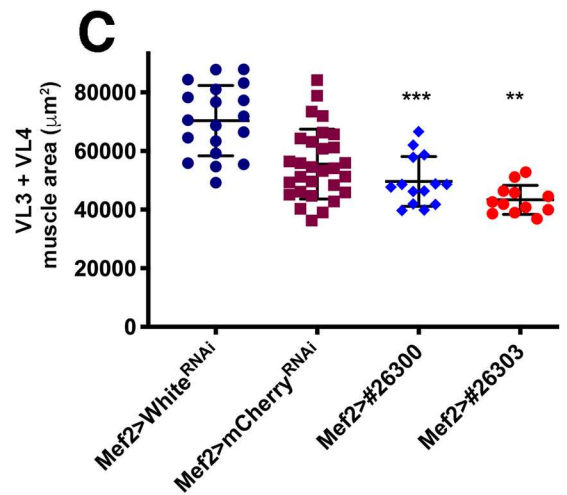 C
VL3 + VL4
muscle area (µm²)
80000
60000
40000
20000
0
***
**
Mef2>White^RNAi
Mef2>mCherry^RNAi
Mef2>#26300
Mef2>#26303